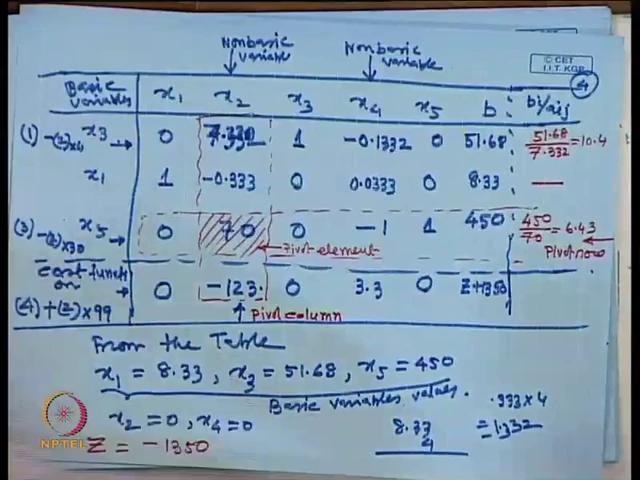 Nonbasic variable Nonbasic variable
© CET I.I.T. KGP
4
Basic variables x1 x2 x3 x4 x5 b bi/aij
(1) -(2)x4 x3 → 0 7.332 1 -0.1332 0 51.68 51.68/7.332 = 10.4
x1 1 -0.333 0 0.0333 0 8.33 —
(3) -(2)x30 x5 → 0 70 0 -1 1 450 450/70 = 6.43
Pivot element Pivot row
cost function → 0 -123. 0 3.3 0 Z+1350
(4)+(2)×99
Pivot column
From the Table
x1 = 8.33, x3 = 51.68, x5 = 450
Basic variables values.
x2 = 0, x4 = 0
.333 x 4
8.33
= 1.332
4
Z = -1350
NPTEL